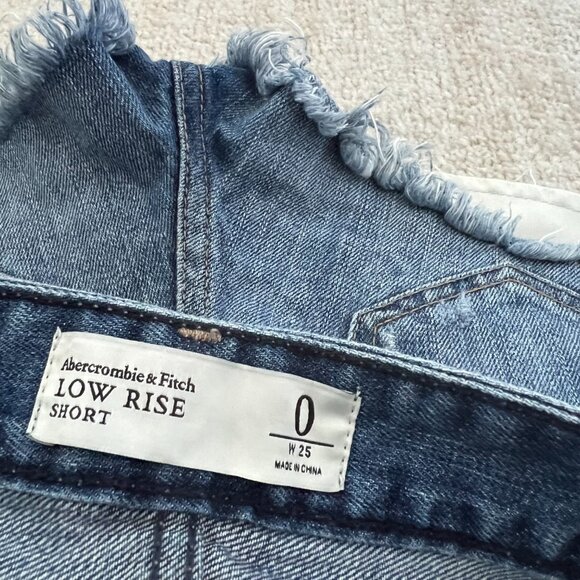 Abercrombie & Fitch
LOW RISE
SHORT
0
W 25
MADE IN CHINA